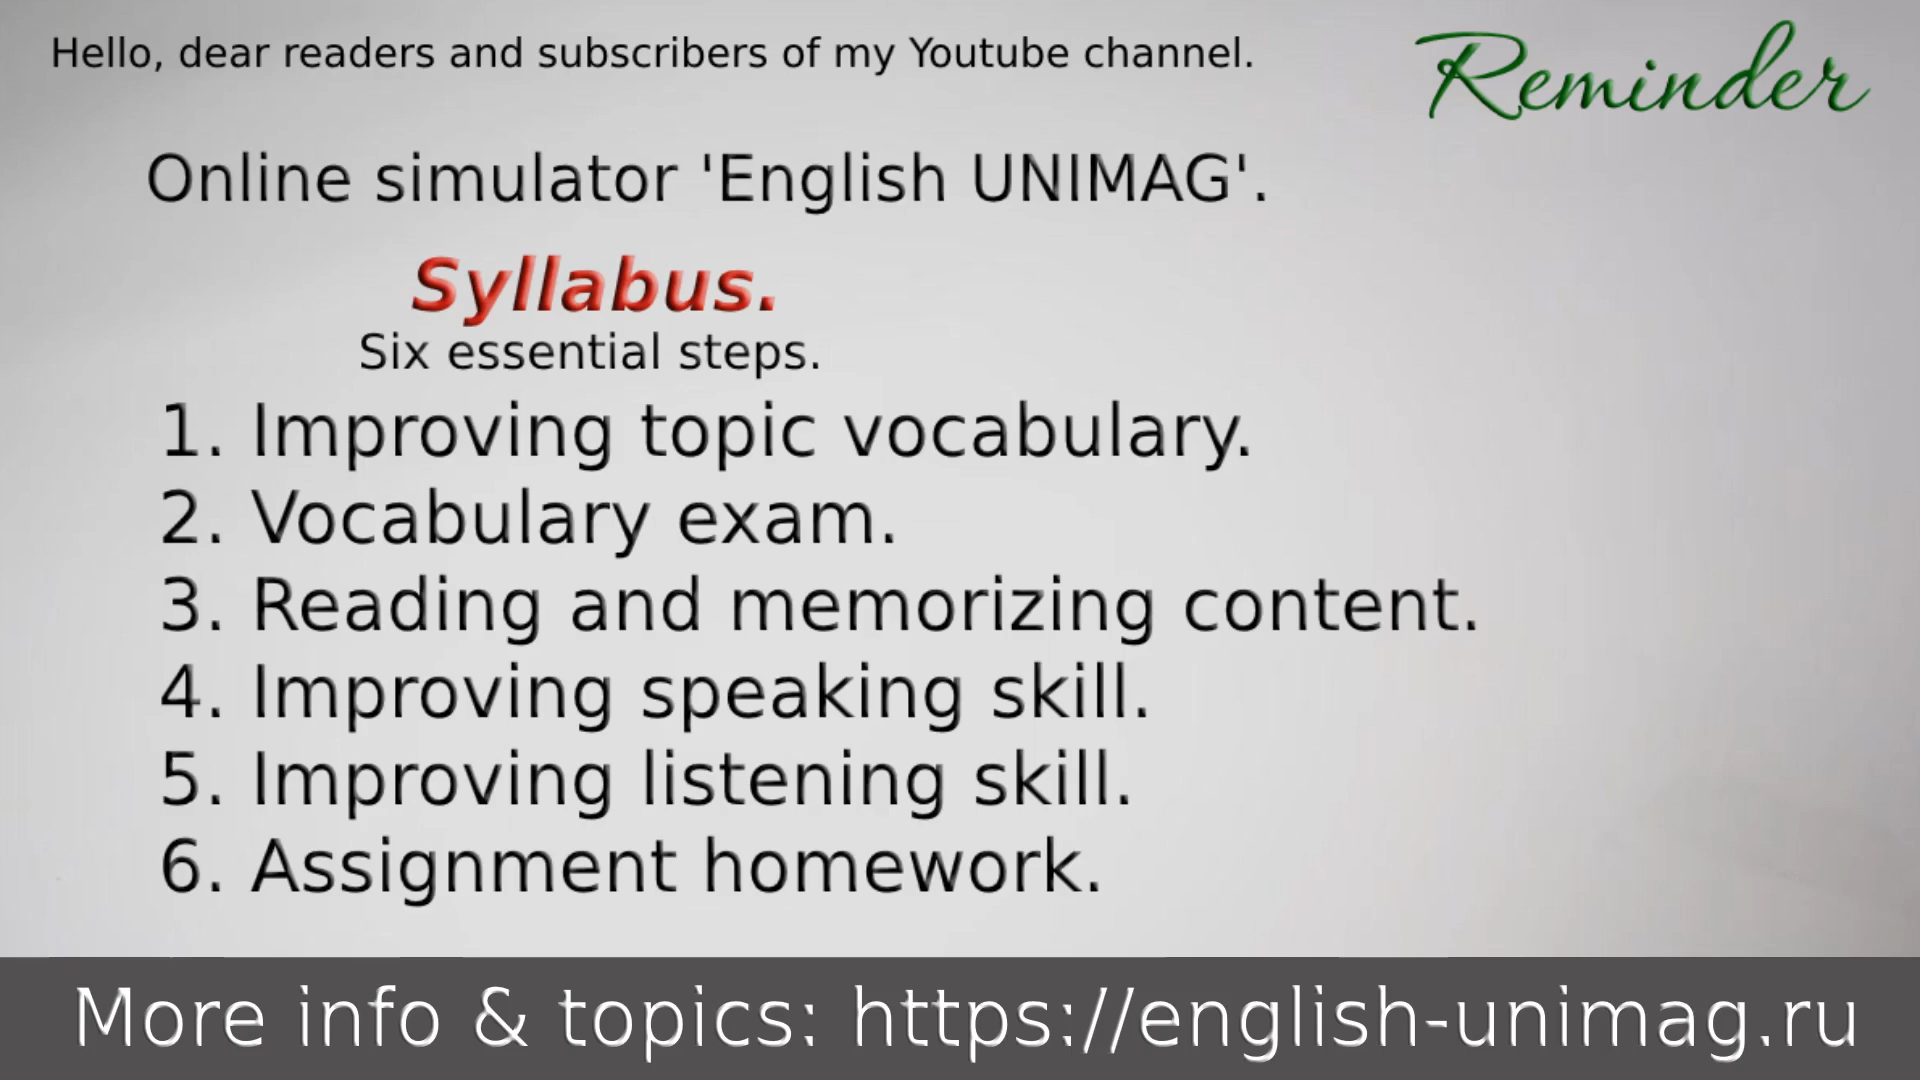 Hello, dear readers and subscribers of my Youtube channel.
Reminder
Online simulator 'English UNIMAG'.
Syllabus.
Six essential steps.
1. Improving topic vocabulary.
2. Vocabulary exam.
3. Reading and memorizing content.
4. Improving speaking skill.
5. Improving listening skill.
6. Assignment homework.
More info & topics: https://english-unimag.ru